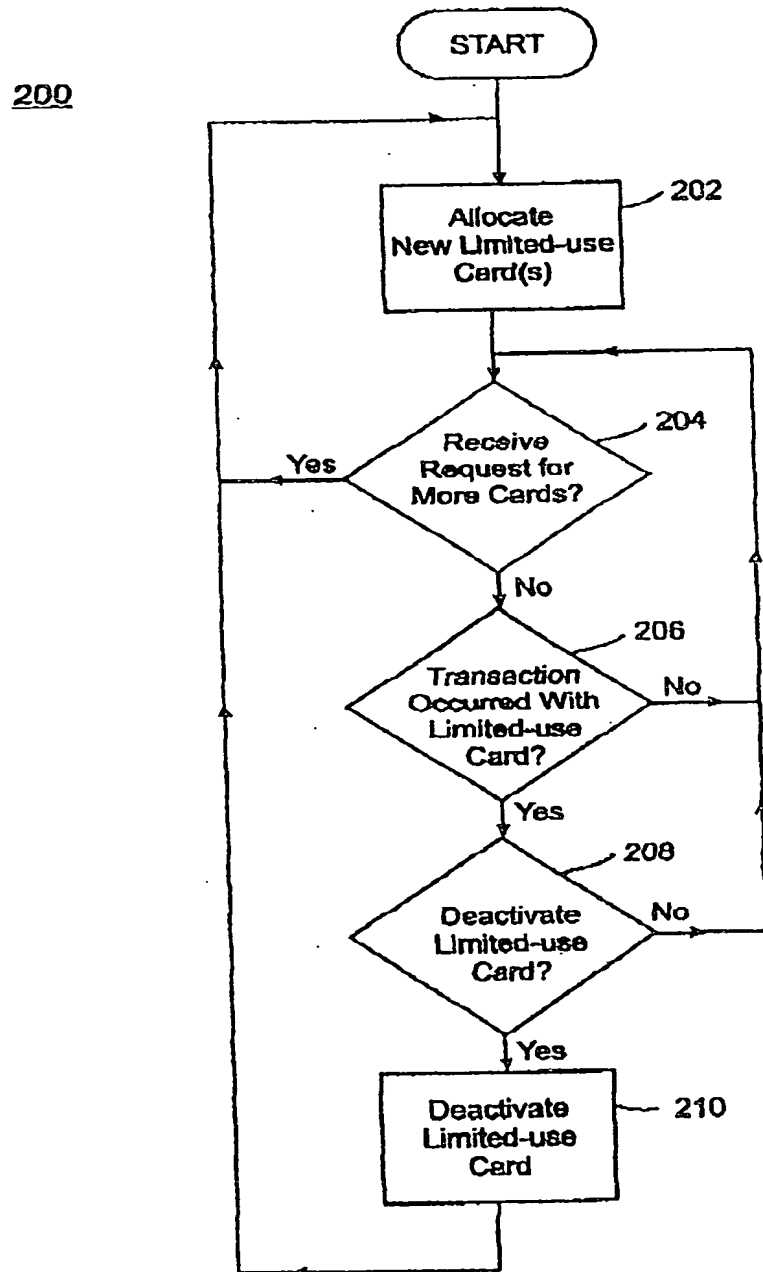 START
200
202
Allocate
New Limited-use
Card(s)
204
Receive
Request for
More Cards?
Yes
No
206
Transaction
Occurred With
Limited-use
Card?
No
Yes
208
Deactivate
Limited-use
Card?
No
Yes
Deactivate
Limited-use
Card
210